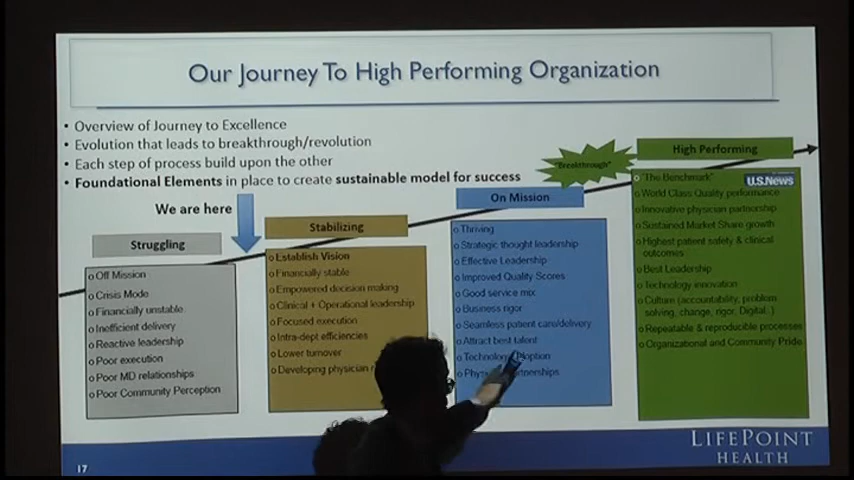 Our Journey To High Performing Organization
• Overview of Journey to Excellence
• Evolution that leads to breakthrough/revolution
• Each step of process build upon the other
• Foundational Elements in place to create sustainable model for success
We are here
"Breakthrough"
Struggling
o Off Mission
o Crisis Mode
o Financially unstable
o Inefficient delivery
o Reactive leadership
o Poor execution
o Poor MD relationships
o Poor Community Perception
Stabilizing
o Establish Vision
o Financially stable
o Empowered decision making
o Clinical + Operational leadership
o Focused execution
o Intra-dept efficiencies
o Lower turnover
o Developing physician
On Mission
o Thriving
o Strategic thought leadership
o Effective Leadership
o Improved Quality Scores
o Good service mix
o Business rigor
o Seamless patient care/delivery
o Attract best talent
o Technology
High Performing
o "The Benchmark"
U.S.News
o World Class Quality performance
o Innovative physician partnership
o Sustained Market Share growth
o Highest patient safety & clinical
outcomes
o Best Leadership
o Technology innovation
o Culture (accountability, problem
solving, change, rigor, Digital..)
o Repeatable & reproducible processes
o Organizational and Community Pride
17
LIFEPOINT
HEALTH